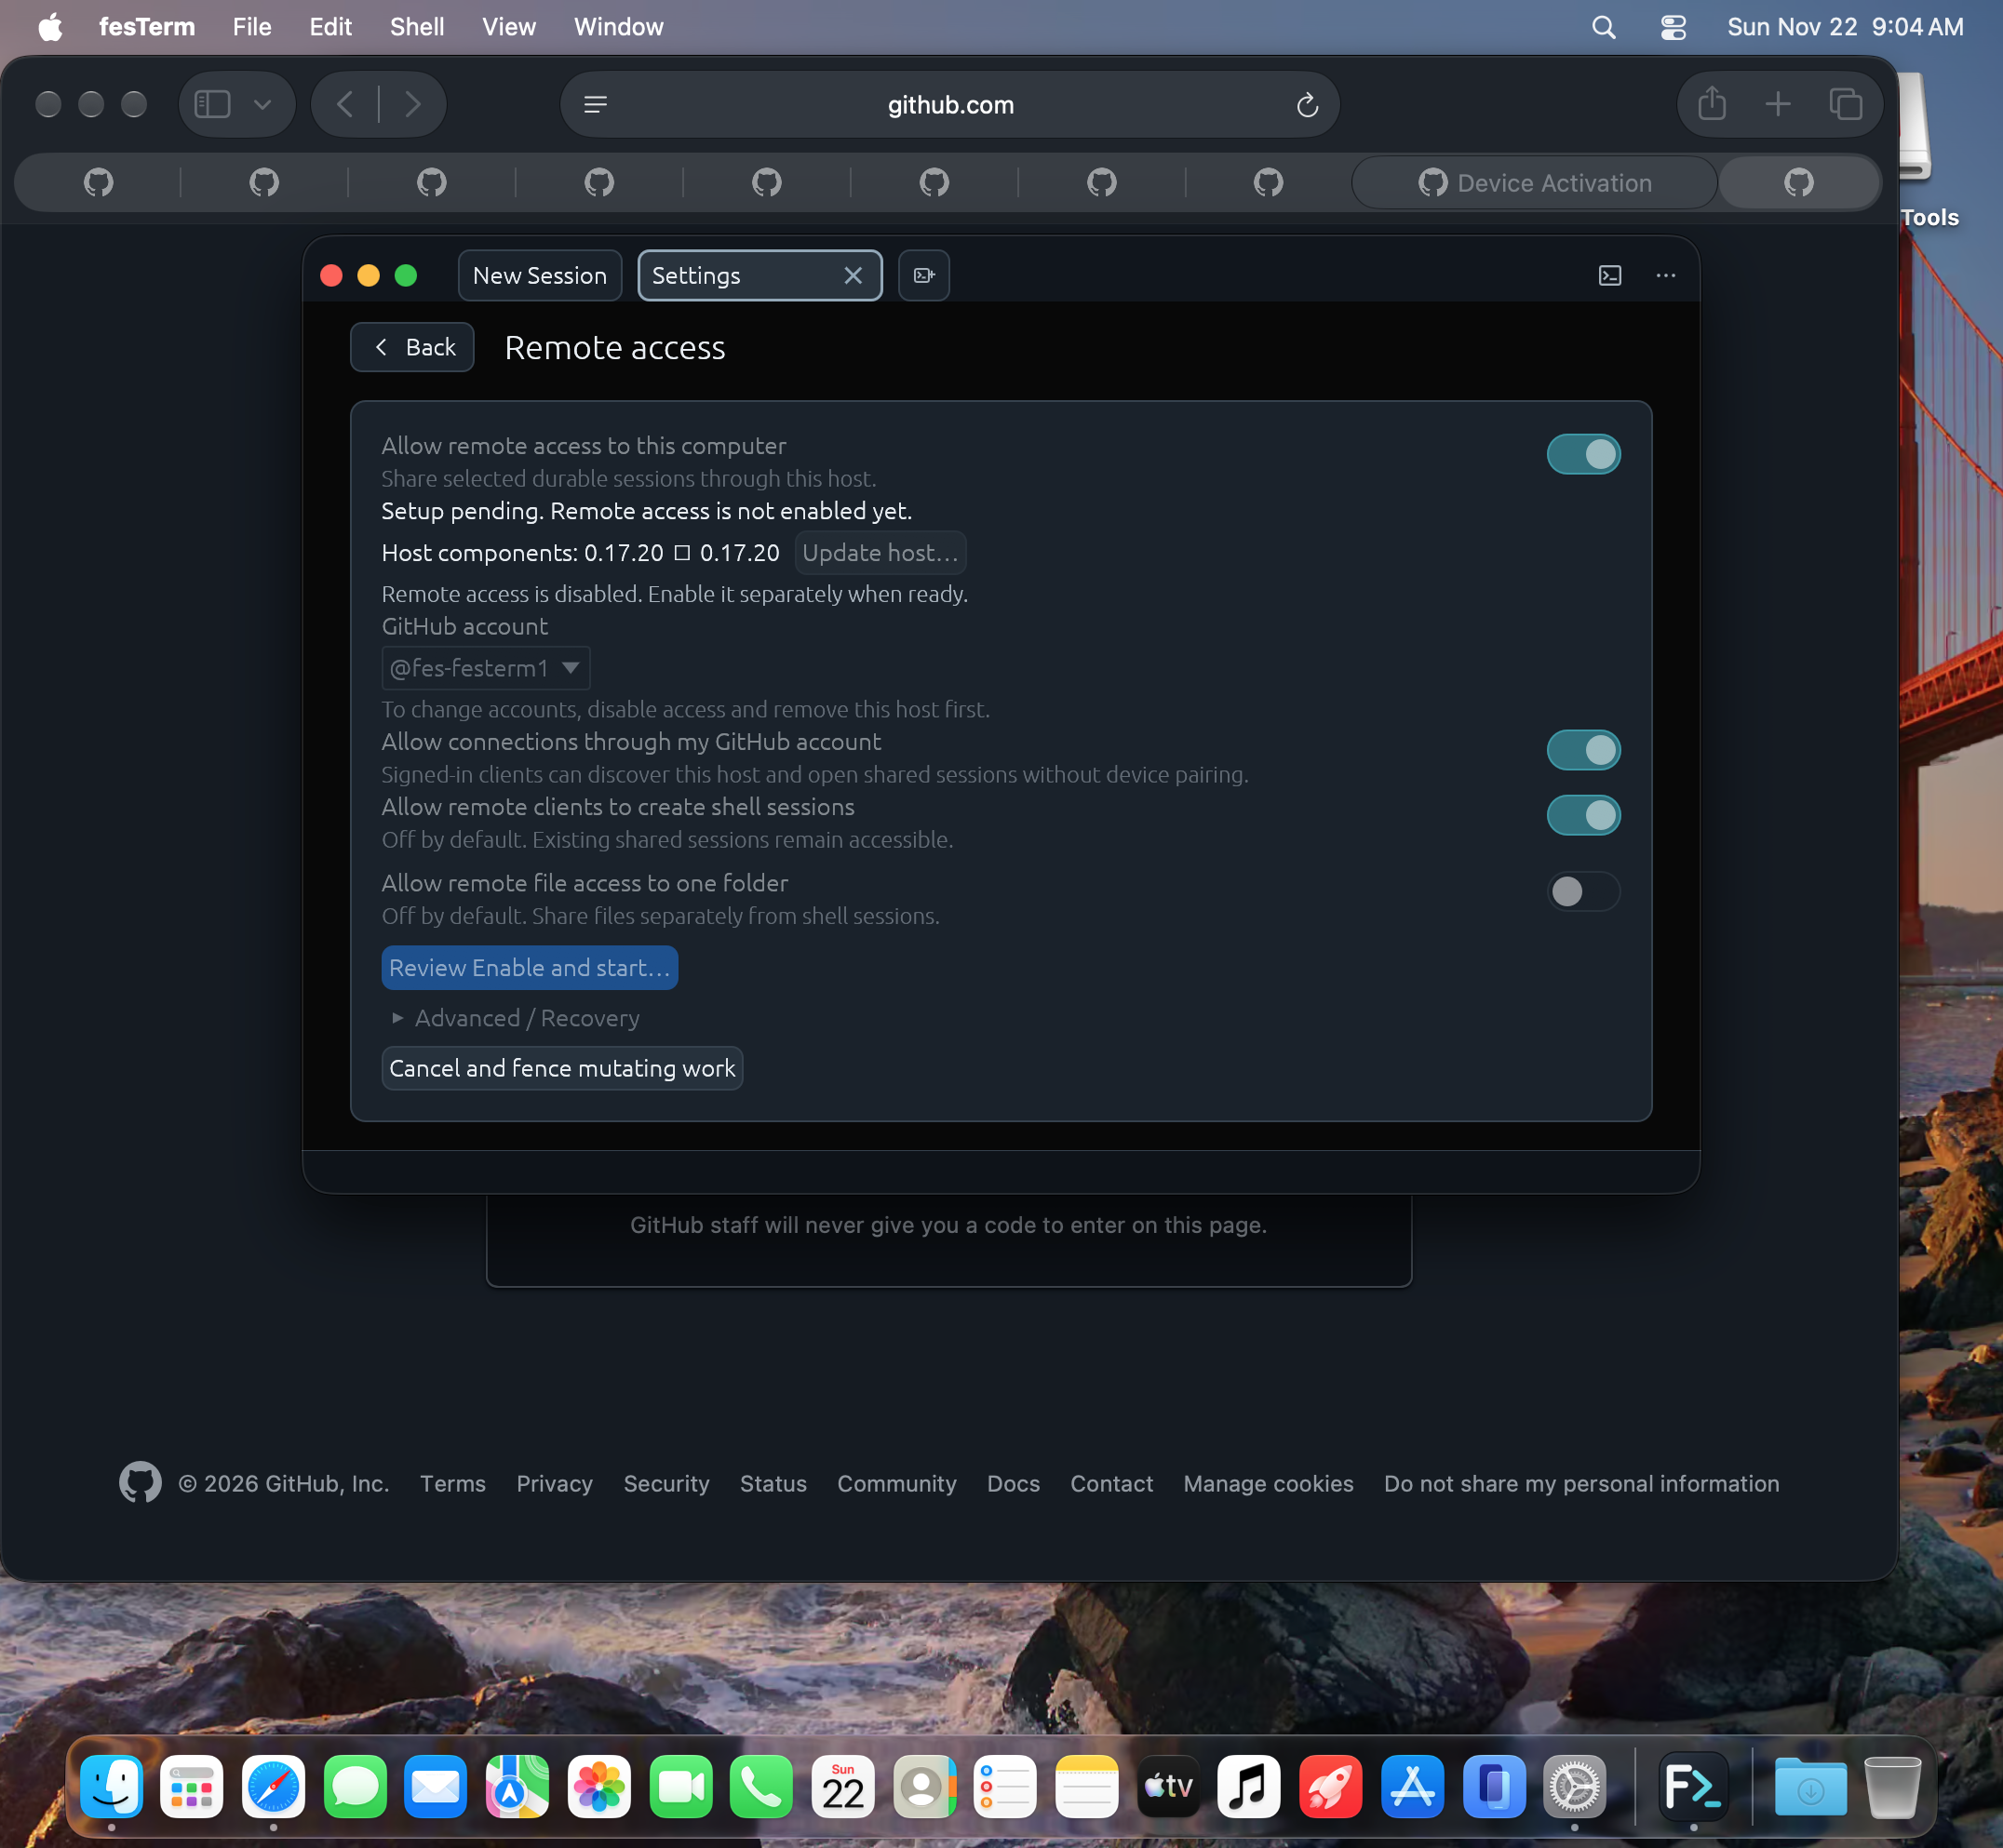 fesTerm File Edit Shell View Window Sun Nov 22 9:04 AM
github.com
Device Activation
Tools
New Session Settings
Back Remote access
Allow remote access to this computer
Share selected durable sessions through this host.
Setup pending. Remote access is not enabled yet.
Host components: 0.17.20 □ 0.17.20 Update host...
Remote access is disabled. Enable it separately when ready.
GitHub account
@fes-festerm1
To change accounts, disable access and remove this host first.
Allow connections through my GitHub account
Signed-in clients can discover this host and open shared sessions without device pairing.
Allow remote clients to create shell sessions
Off by default. Existing shared sessions remain accessible.
Allow remote file access to one folder
Off by default. Share files separately from shell sessions.
Review Enable and start...
Advanced / Recovery
Cancel and fence mutating work
GitHub staff will never give you a code to enter on this page.
© 2026 GitHub, Inc. Terms Privacy Security Status Community Docs Contact Manage cookies Do not share my personal information
Sun
22
tv